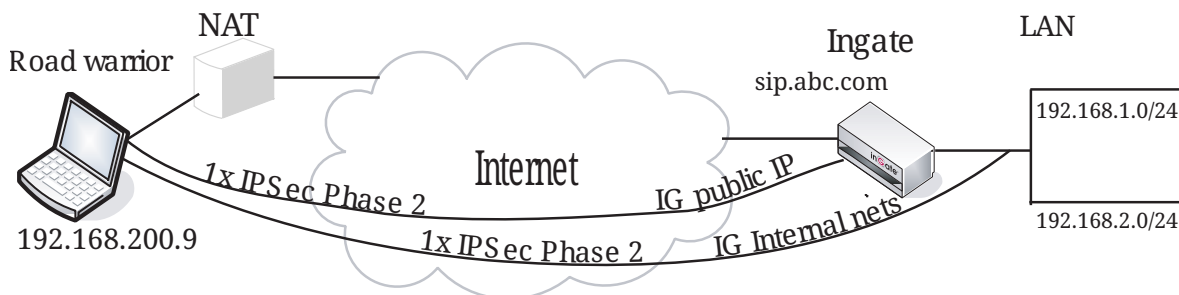 NAT
LAN
Ingate
Road warrior
sip.abc.com
192.168.1.0/24
inGate
Internet
1x IPSec Phase 2
IG public IP
192.168.2.0/24
192.168.200.9
1x IPSec Phase 2
IG Internal nets